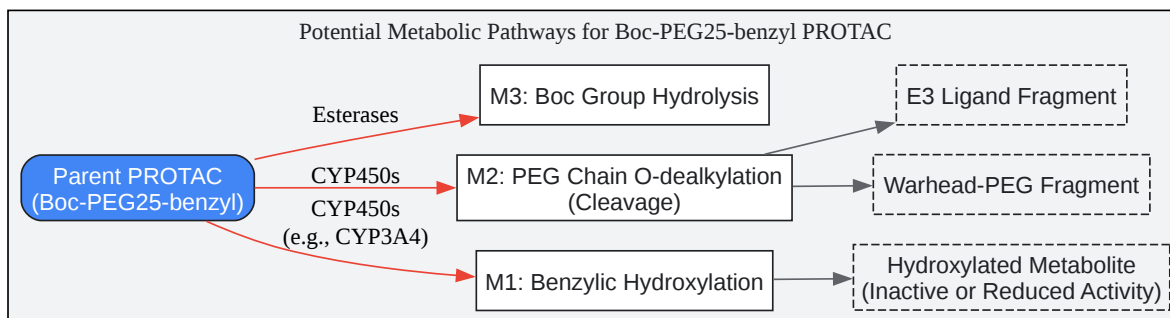 Potential Metabolic Pathways for Boc-PEG25-benzyl PROTAC
Parent PROTAC
(Boc-PEG25-benzyl)
Esterases
M3: Boc Group Hydrolysis
CYP450s
M2: PEG Chain O-dealkylation
(Cleavage)
E3 Ligand Fragment
Warhead-PEG Fragment
CYP450s
(e.g., CYP3A4)
M1: Benzylic Hydroxylation
Hydroxylated Metabolite
(Inactive or Reduced Activity)